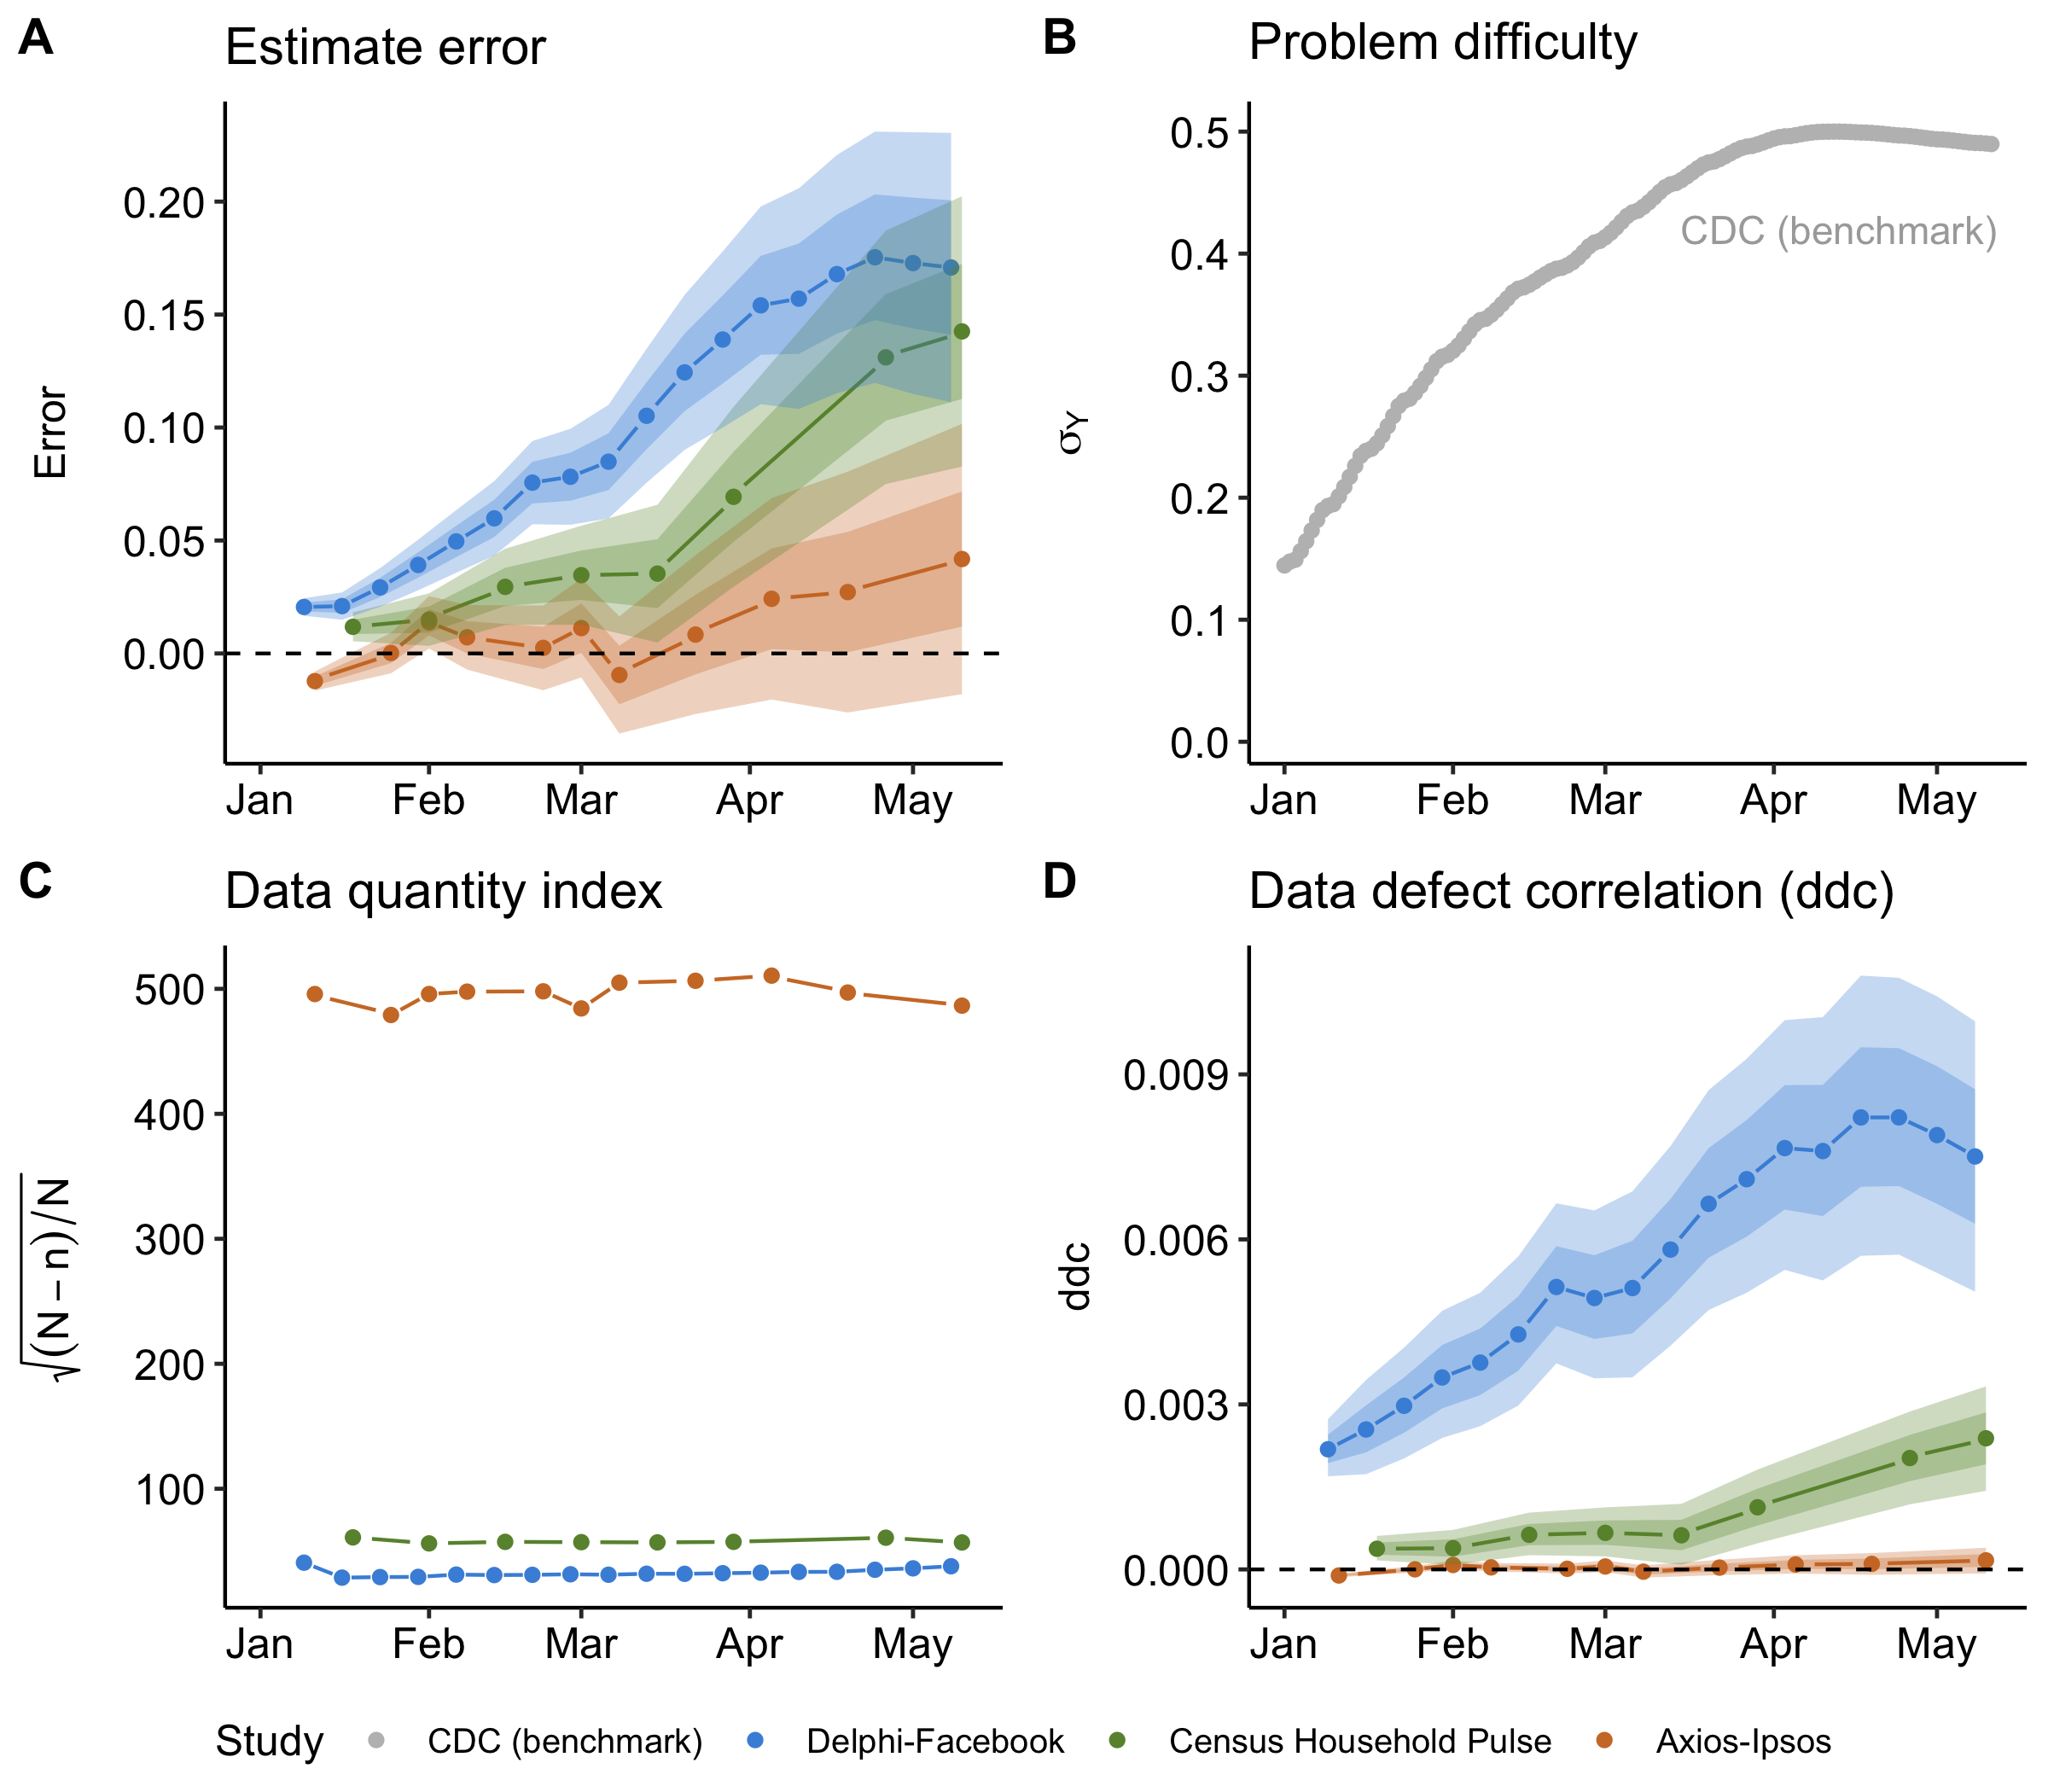 A Estimate error
Error
0.20
0.15
0.10
0.05
0.00
Jan Feb Mar Apr May
B Problem difficulty
σY
0.5
0.4
0.3
0.2
0.1
0.0
CDC (benchmark)
Jan Feb Mar Apr May
C Data quantity index
√(N − n)/N
500
400
300
200
100
Jan Feb Mar Apr May
D Data defect correlation (ddc)
ddc
0.009
0.006
0.003
0.000
Jan Feb Mar Apr May
Study CDC (benchmark) Delphi-Facebook Census Household Pulse Axios-Ipsos